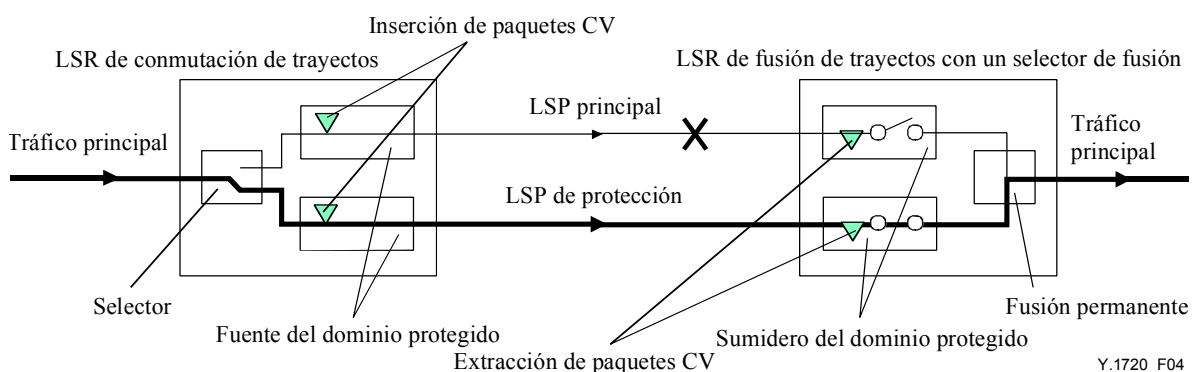 Inserción de paquetes CV
LSR de conmutación de trayectos
LSR de fusión de trayectos con un selector de fusión
LSP principal
Tráfico principal
Tráfico
principal
LSP de protección
Selector
Fusión permanente
Fuente del dominio protegido
Sumidero del dominio protegido
Extracción de paquetes CV
Y.1720_F04